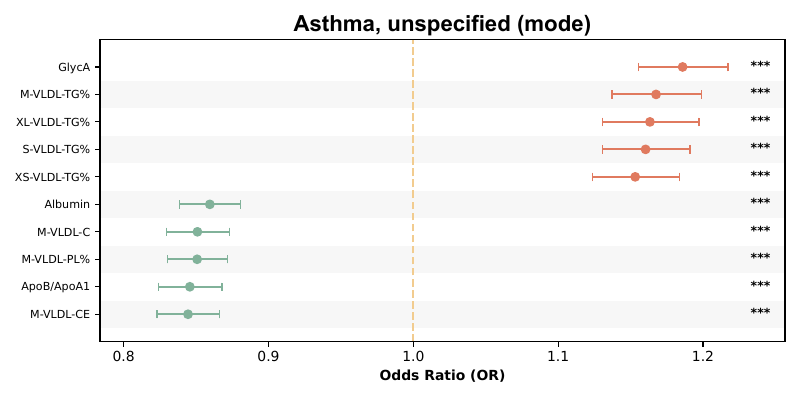 Asthma, unspecified (mode)
GlycA ***
M-VLDL-TG% ***
XL-VLDL-TG% ***
S-VLDL-TG% ***
XS-VLDL-TG% ***
Albumin ***
M-VLDL-C ***
M-VLDL-PL% ***
ApoB/ApoA1 ***
M-VLDL-CE ***
0.8 0.9 1.0 1.1 1.2
Odds Ratio (OR)